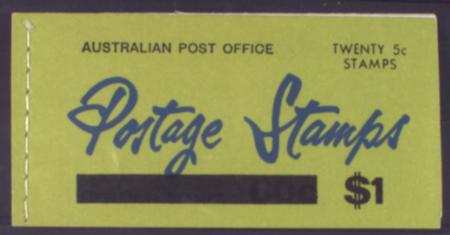 AUSTRALIAN POST OFFICE
TWENTY 5c
STAMPS
Postage Stamps
$1